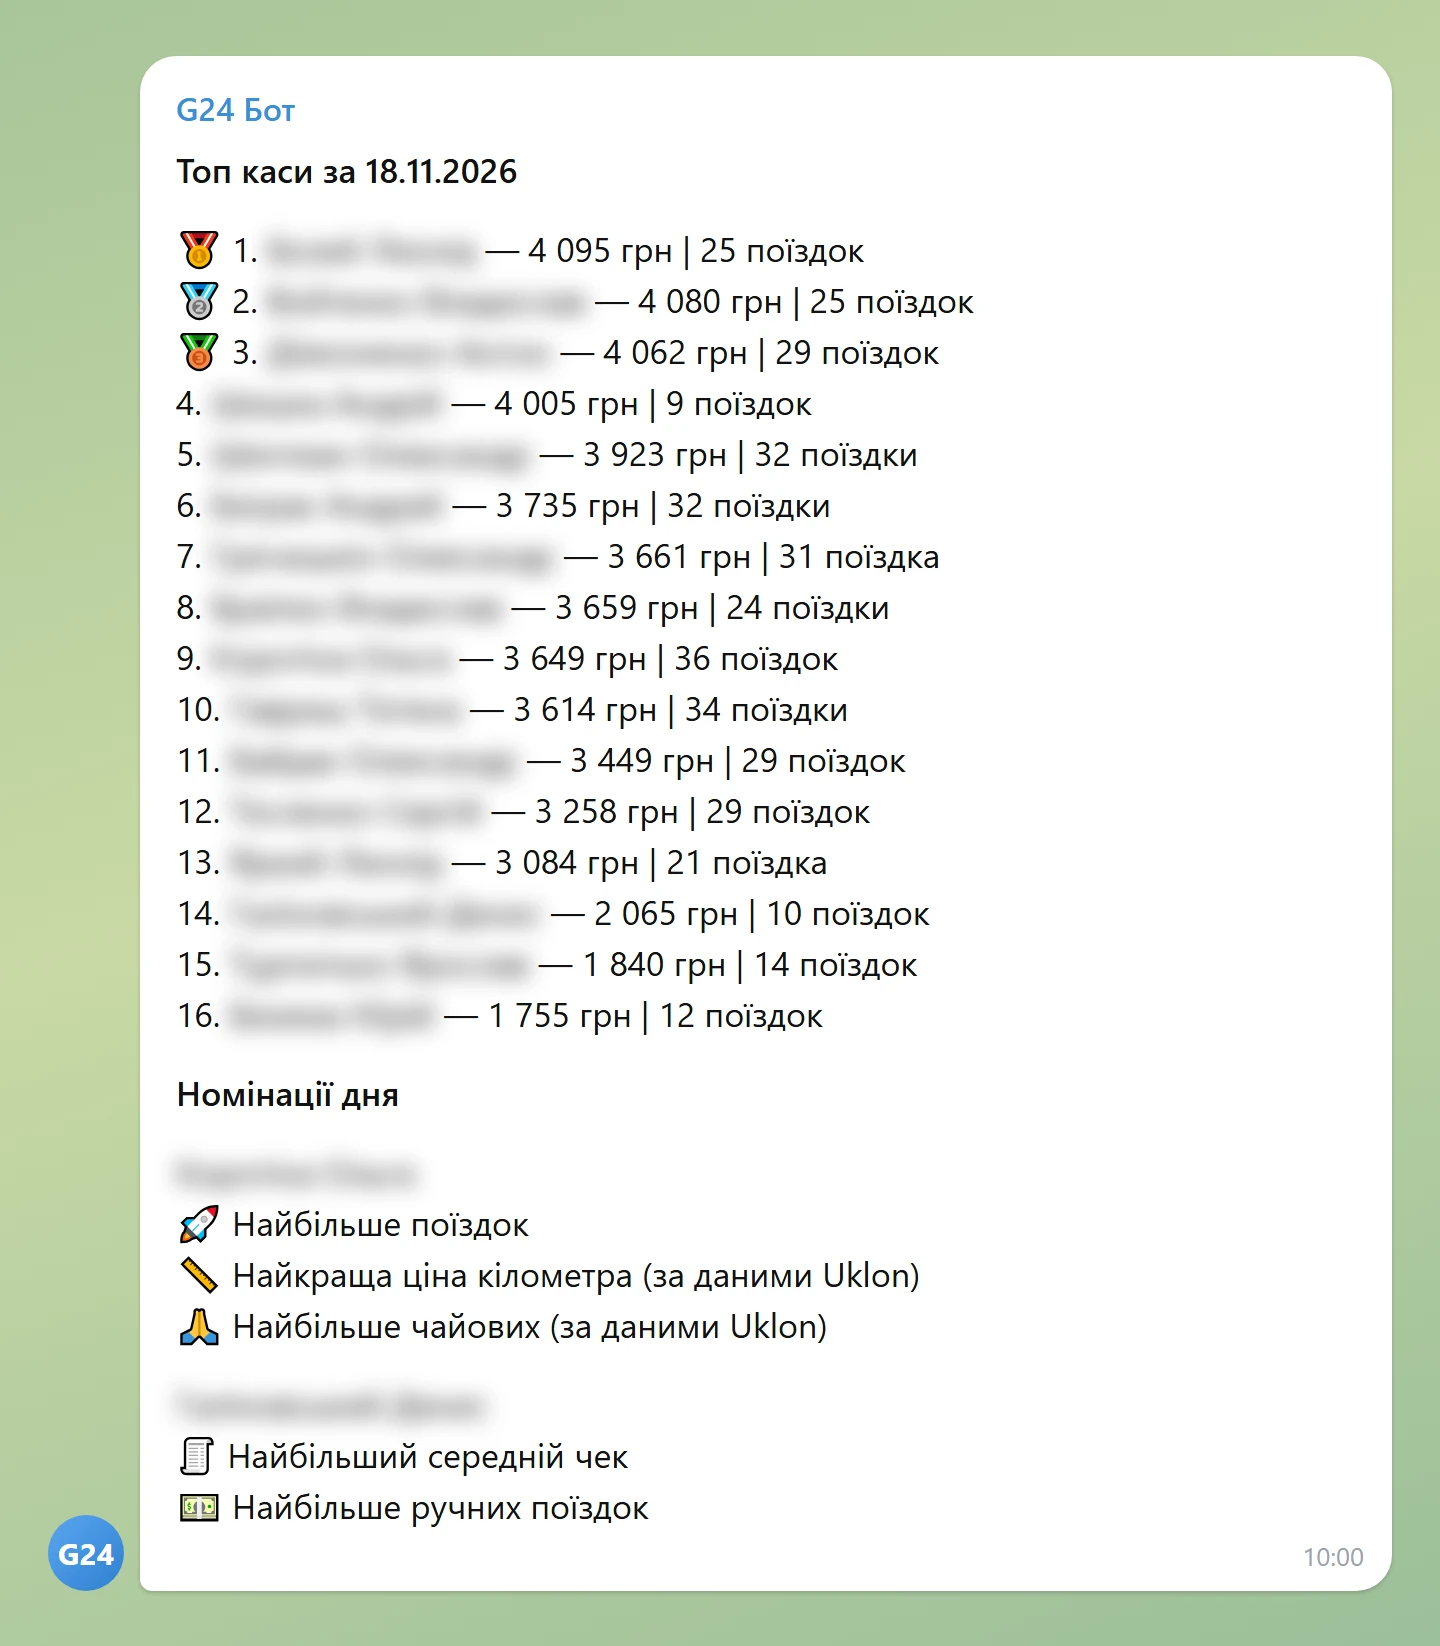 G24 Бот
Топ каси за 18.11.2026
1. — 4 095 грн | 25 поїздок
2. — 4 080 грн | 25 поїздок
3. — 4 062 грн | 29 поїздок
4. — 4 005 грн | 9 поїздок
5. — 3 923 грн | 32 поїздки
6. — 3 735 грн | 32 поїздки
7. — 3 661 грн | 31 поїздка
8. — 3 659 грн | 24 поїздки
9. — 3 649 грн | 36 поїздок
10. — 3 614 грн | 34 поїздки
11. — 3 449 грн | 29 поїздок
12. — 3 258 грн | 29 поїздок
13. — 3 084 грн | 21 поїздка
14. — 2 065 грн | 10 поїздок
15. — 1 840 грн | 14 поїздок
16. — 1 755 грн | 12 поїздок
Номінації дня
Найбільше поїздок
Найкраща ціна кілометра (за даними Uklon)
Найбільше чайових (за даними Uklon)
Найбільший середній чек
Найбільше ручних поїздок
G24
10:00